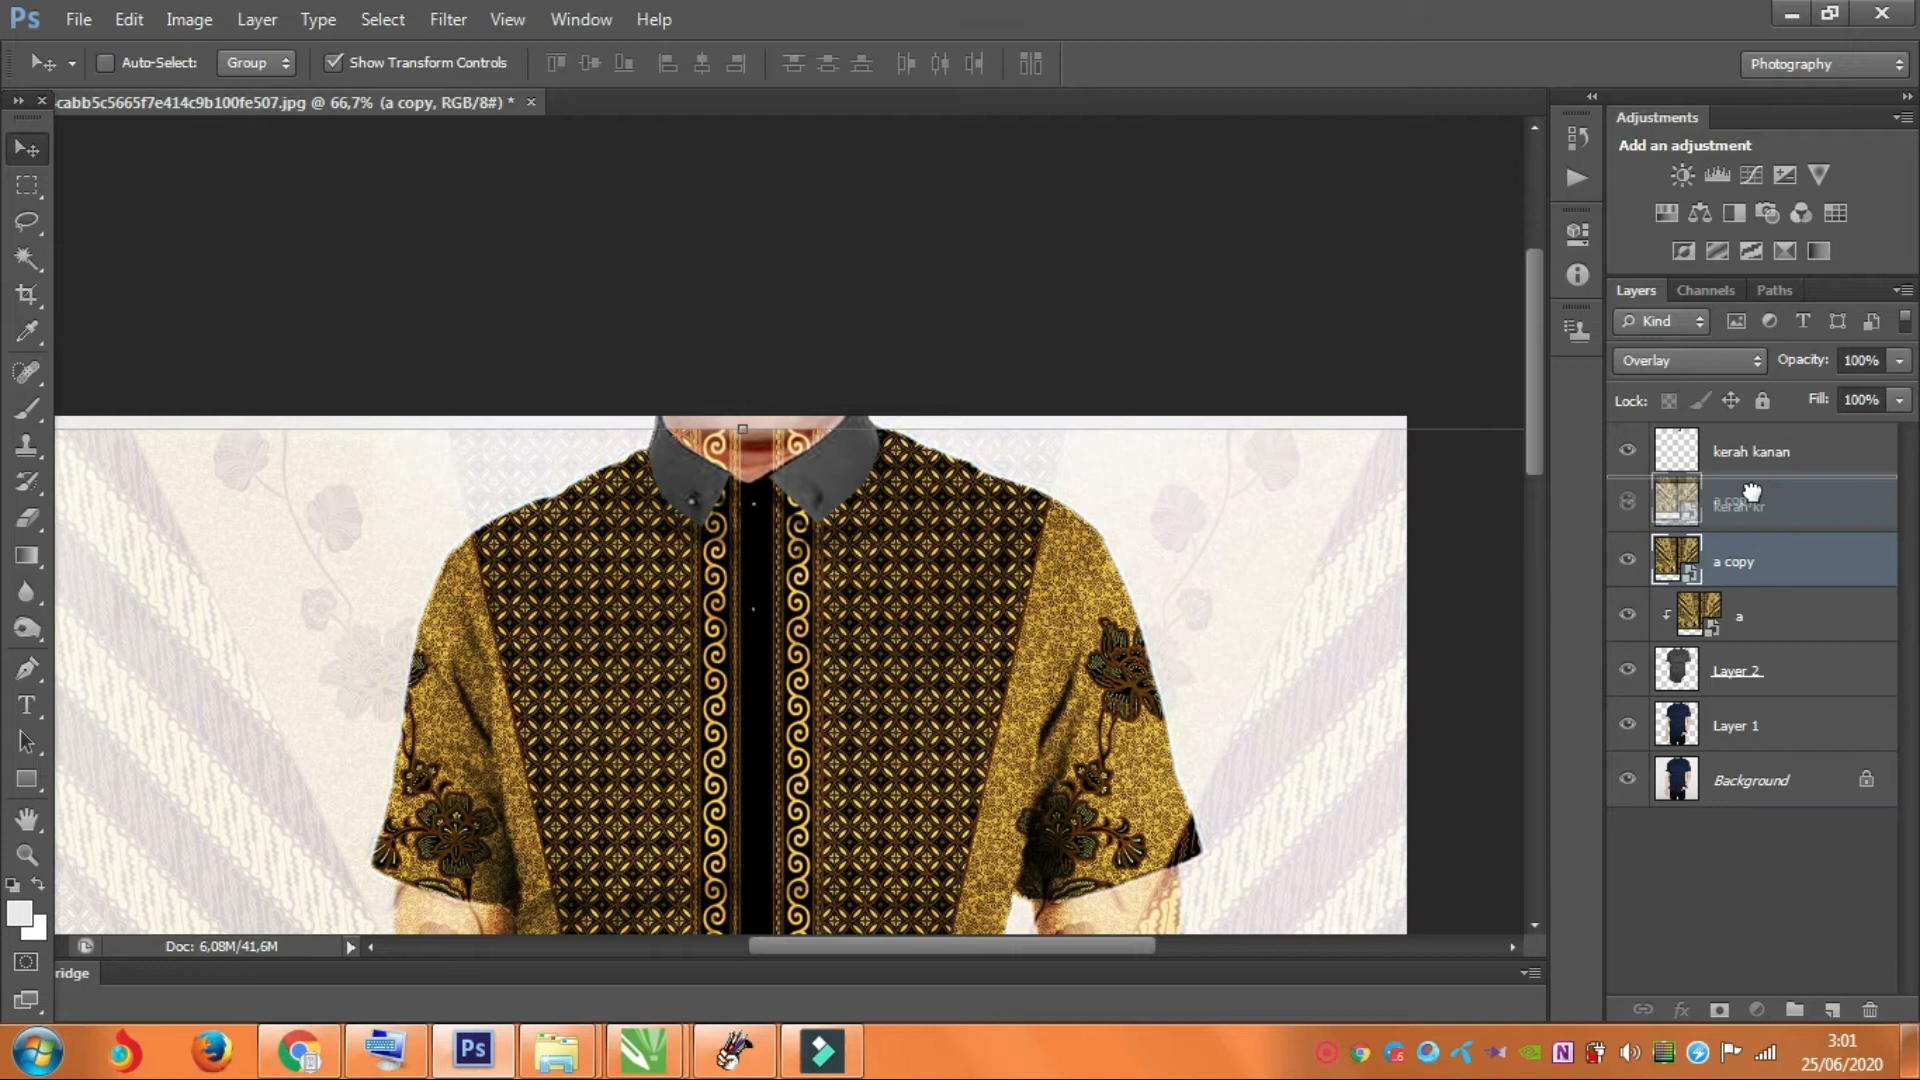 Ps File Edit Image Layer Type Select Filter View Window Help
Auto-Select: Group Show Transform Controls Photography
cabb5c5665f7e414c9b100fe507.jpg @ 66,7% (a copy, RGB/8#) *
Adjustments
Add an adjustment
Layers Channels Paths
Kind
Overlay Opacity: 100%
Lock: Fill: 100%
kerah kanan
kerah kr
a copy
a
Layer 2
Layer 1
Background
Doc: 6,08M/41,6M
ridge
Ps
3:01
25/06/2020